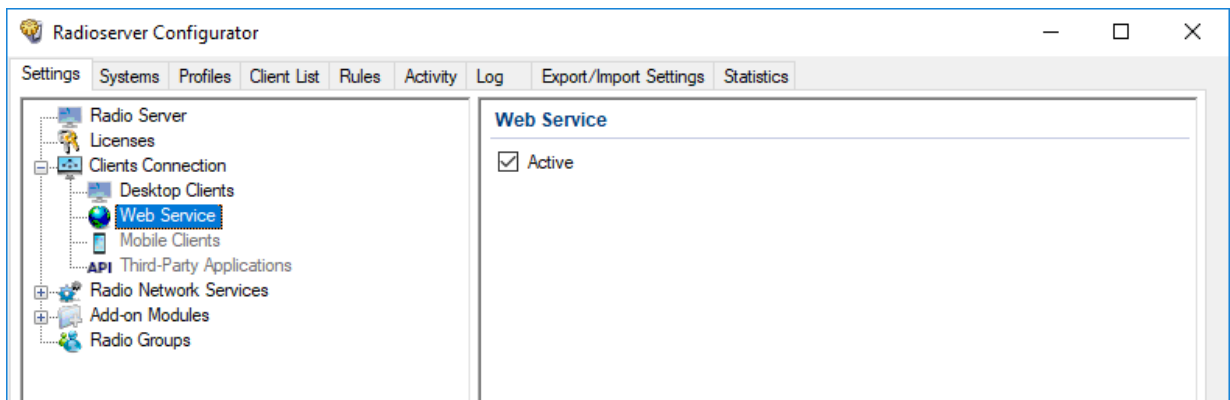 Radioserver Configurator
Settings Systems Profiles Client List Rules Activity Log Export/Import Settings Statistics
Radio Server
Licenses
Clients Connection
Desktop Clients
Web Service
Mobile Clients
API Third-Party Applications
Radio Network Services
Add-on Modules
Radio Groups
Web Service
Active